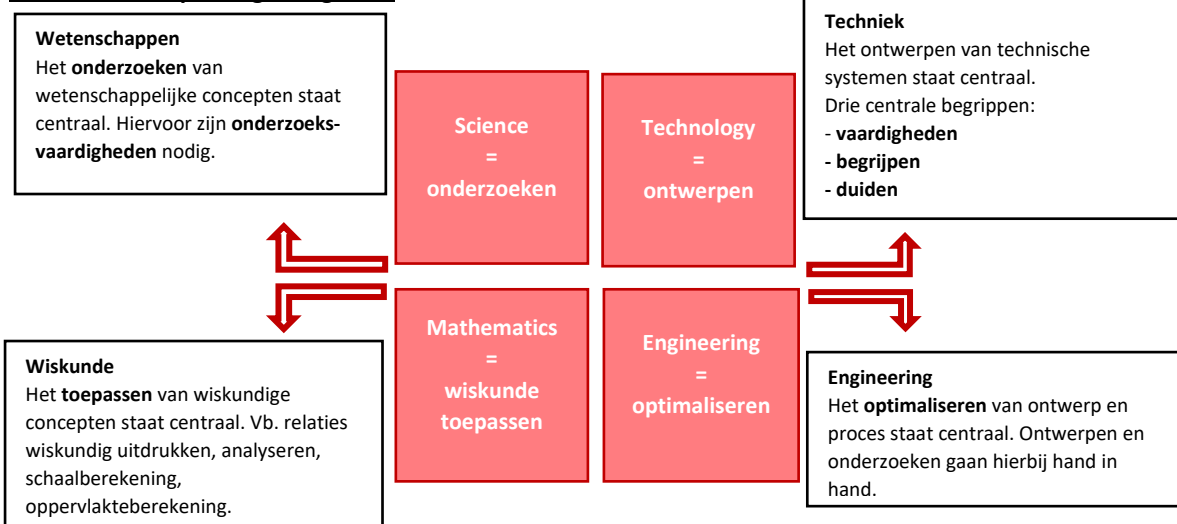 Wetenschappen
Het onderzoeken van
wetenschappelijke concepten staat
centraal. Hiervoor zijn onderzoeks-
vaardigheden nodig.
Science
=
onderzoeken
Technology
=
ontwerpen
Techniek
Het ontwerpen van technische
systemen staat centraal.
Drie centrale begrippen:
- vaardigheden
- begrijpen
- duiden
Wiskunde
Het toepassen van wiskundige
concepten staat centraal. Vb. relaties
wiskundig uitdrukken, analyseren,
schaalberekening,
oppervlakteberekening.
Mathematics
=
wiskunde
toepassen
Engineering
=
optimaliseren
Engineering
Het optimaliseren van ontwerp en
proces staat centraal. Ontwerpen en
onderzoeken gaan hierbij hand in
hand.